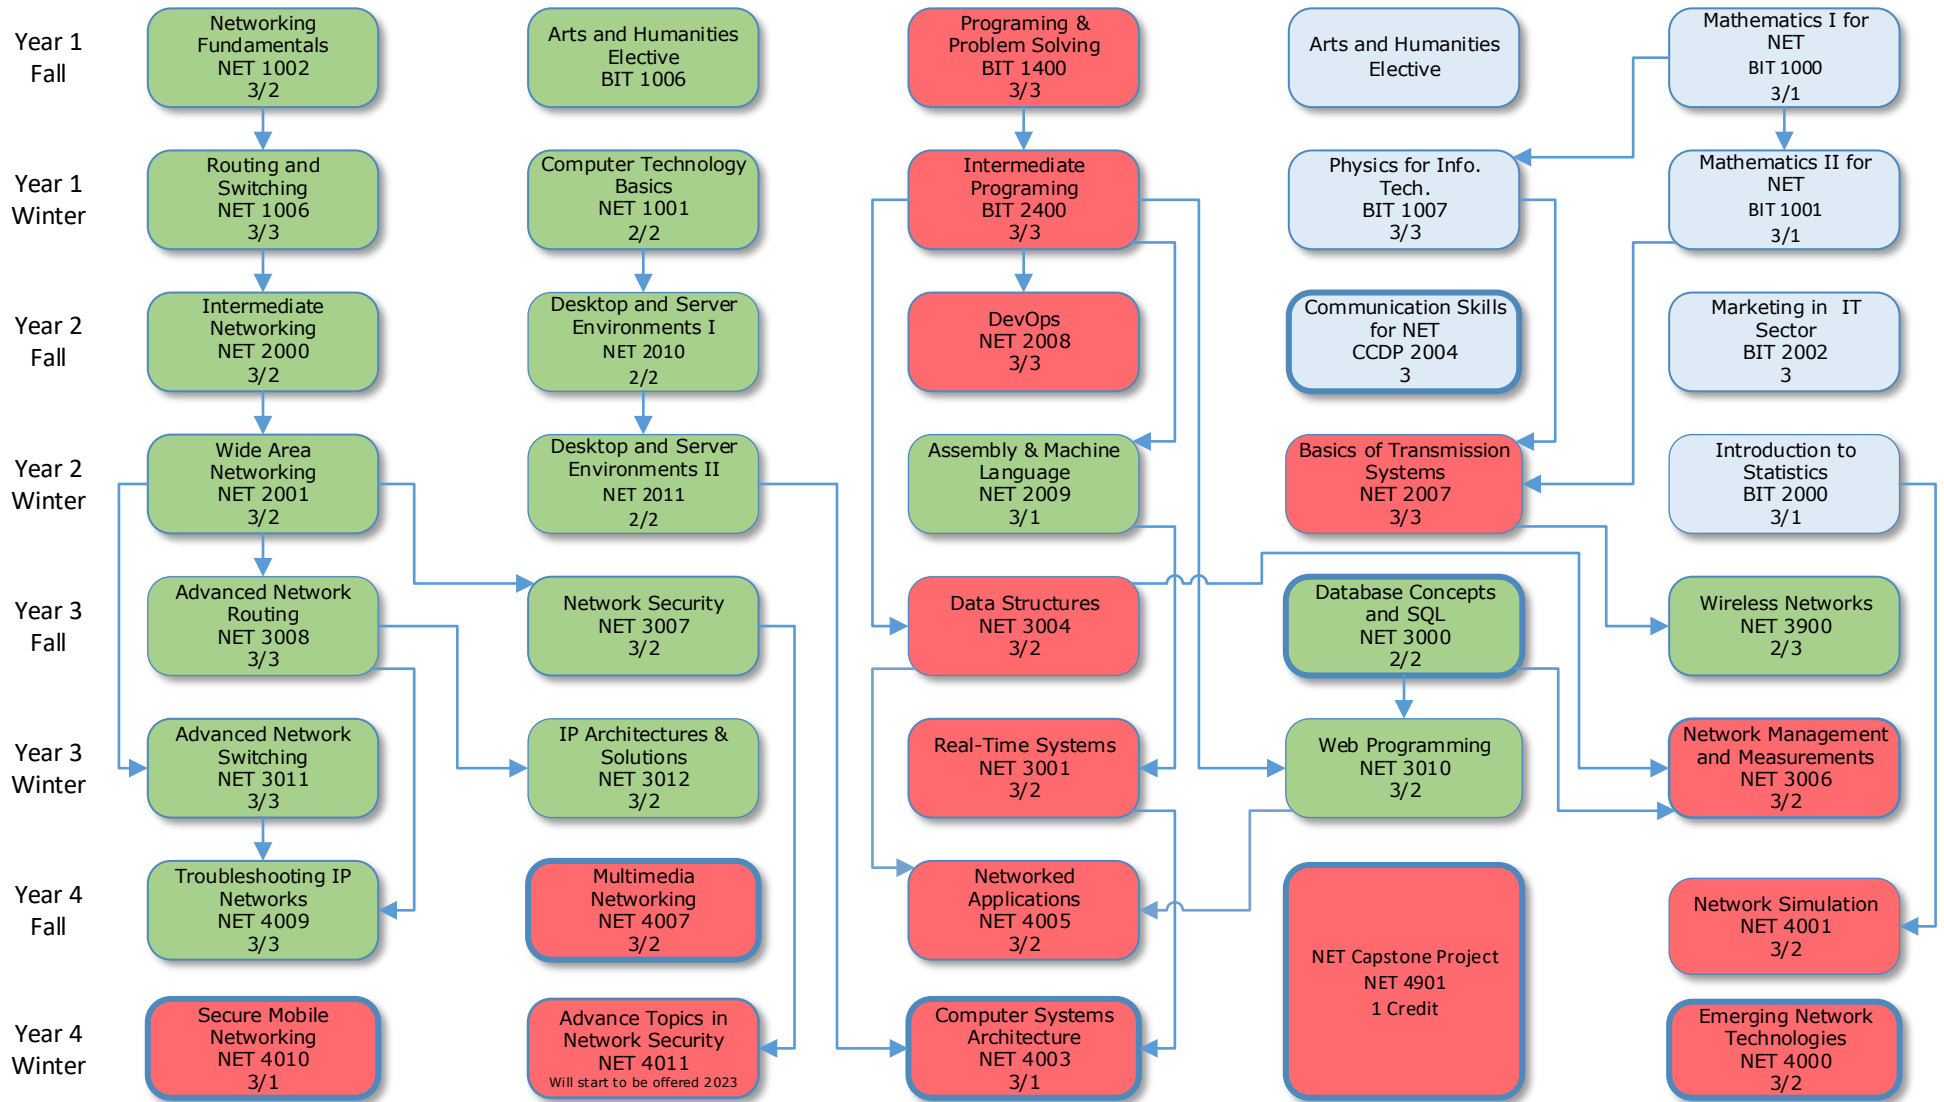 Year 1
Fall
Networking
Fundamentals
NET 1002
3/2
Arts and Humanities
Elective
BIT 1006
Programing &
Problem Solving
BIT 1400
3/3
Arts and Humanities
Elective
Mathematics I for
NET
BIT 1000
3/1
Year 1
Winter
Routing and
Switching
NET 1006
3/3
Computer Technology
Basics
NET 1001
2/2
Intermediate
Programing
BIT 2400
3/3
Physics for Info.
Tech.
BIT 1007
3/3
Mathematics II for
NET
BIT 1001
3/1
Year 2
Fall
Intermediate
Networking
NET 2000
3/2
Desktop and Server
Environments I
NET 2010
2/2
DevOps
NET 2008
3/3
Communication Skills
for NET
CCDP 2004
3
Marketing in IT
Sector
BIT 2002
3
Year 2
Winter
Wide Area
Networking
NET 2001
3/2
Desktop and Server
Environments II
NET 2011
2/2
Assembly & Machine
Language
NET 2009
3/1
Basics of Transmission
Systems
NET 2007
3/3
Introduction to
Statistics
BIT 2000
3/1
Year 3
Fall
Advanced Network
Routing
NET 3008
3/3
Network Security
NET 3007
3/2
Data Structures
NET 3004
3/2
Database Concepts
and SQL
NET 3000
2/2
Wireless Networks
NET 3900
2/3
Year 3
Winter
Advanced Network
Switching
NET 3011
3/3
IP Architectures &
Solutions
NET 3012
3/2
Real-Time Systems
NET 3001
3/2
Web Programming
NET 3010
3/2
Network Management
and Measurements
NET 3006
3/2
Year 4
Fall
Troubleshooting IP
Networks
NET 4009
3/3
Multimedia
Networking
NET 4007
3/2
Networked
Applications
NET 4005
3/2
NET Capstone Project
NET 4901
1 Credit
Network Simulation
NET 4001
3/2
Year 4
Winter
Secure Mobile
Networking
NET 4010
3/1
Advance Topics in
Network Security
NET 4011
Will start to be offered 2023
Computer Systems
Architecture
NET 4003
3/1
Emerging Network
Technologies
NET 4000
3/2